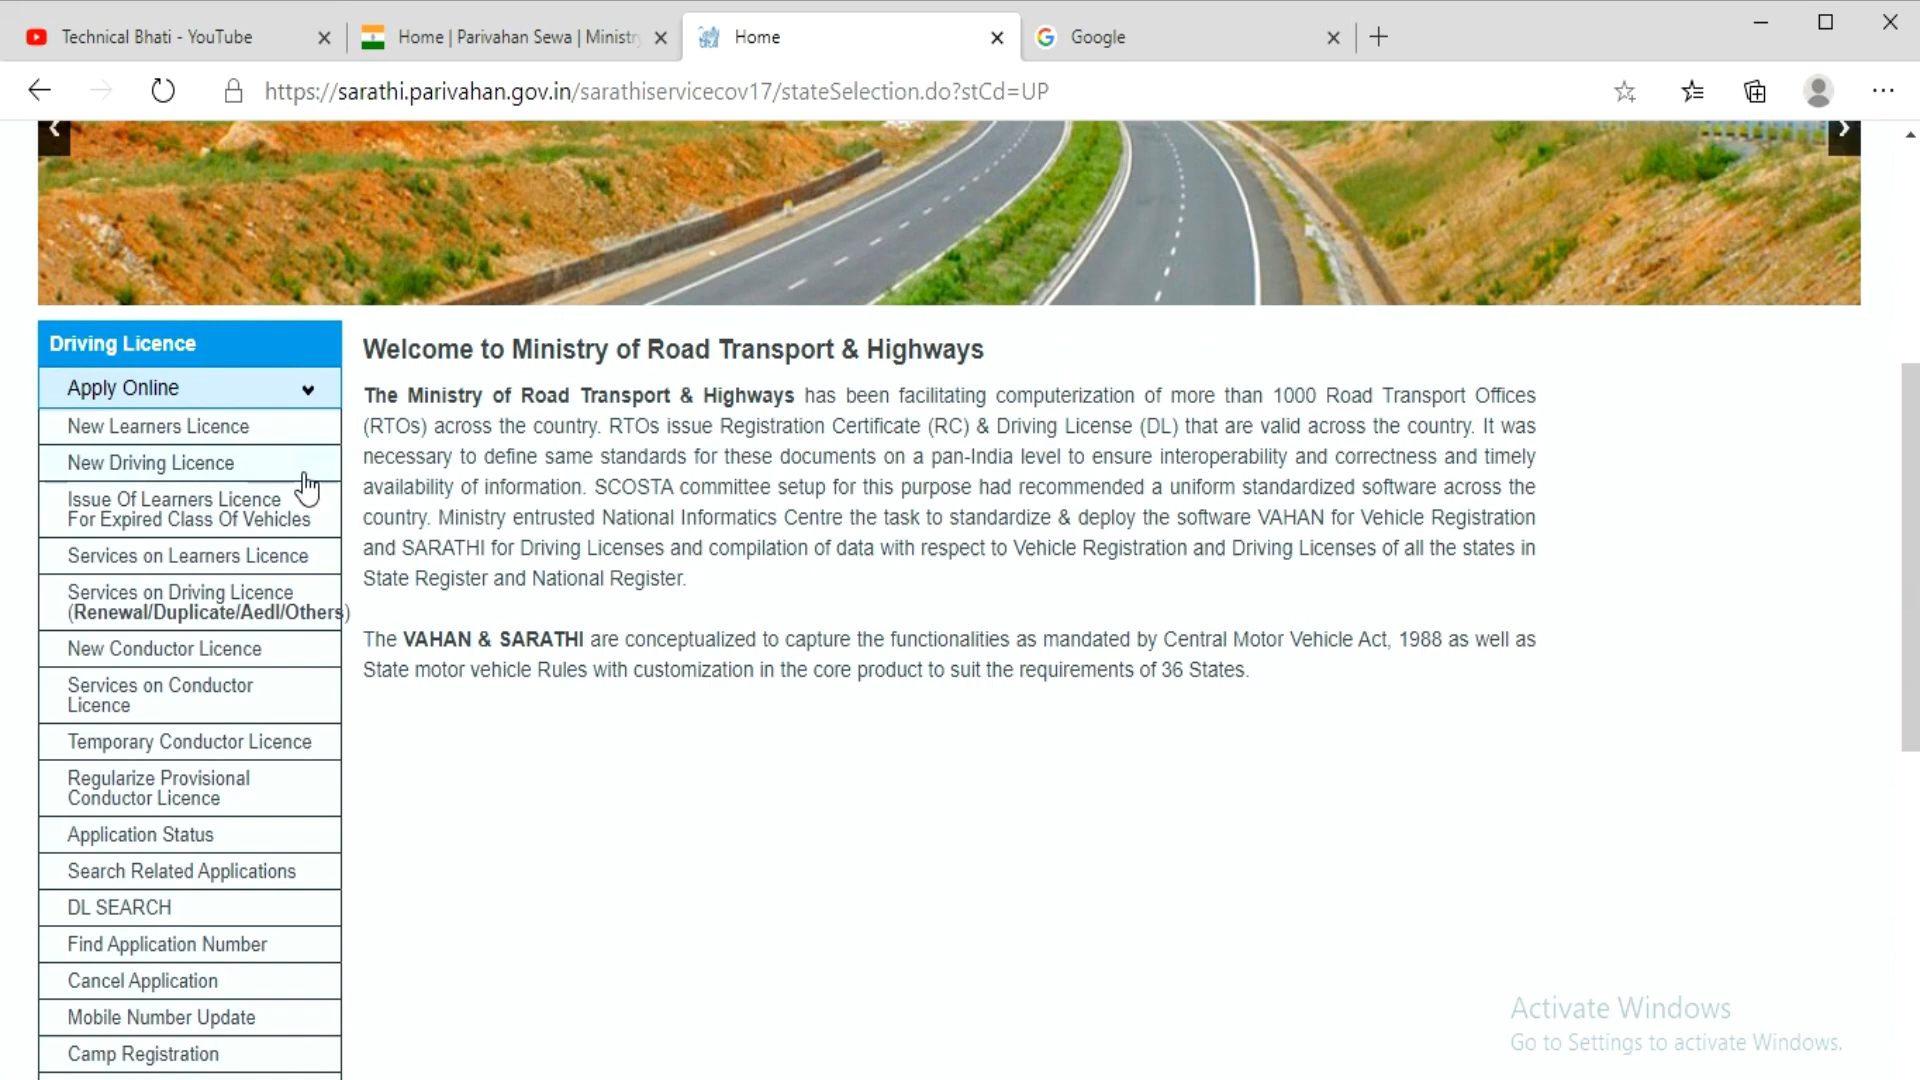 Technical Bhati - YouTube
Home | Parivahan Sewa | Ministr
Home
Google
https://sarathi.parivahan.gov.in/sarathiservicecov17/stateSelection.do?stCd=UP
Driving Licence
Apply Online
New Learners Licence
New Driving Licence
Issue Of Learners Licence
For Expired Class Of Vehicles
Services on Learners Licence
Services on Driving Licence
(Renewal/Duplicate/Aedl/Others)
New Conductor Licence
Services on Conductor
Licence
Temporary Conductor Licence
Regularize Provisional
Conductor Licence
Application Status
Search Related Applications
DL SEARCH
Find Application Number
Cancel Application
Mobile Number Update
Camp Registration
Welcome to Ministry of Road Transport & Highways
The Ministry of Road Transport & Highways has been facilitating computerization of more than 1000 Road Transport Offices
(RTOs) across the country. RTOs issue Registration Certificate (RC) & Driving License (DL) that are valid across the country. It was
necessary to define same standards for these documents on a pan-India level to ensure interoperability and correctness and timely
availability of information. SCOSTA committee setup for this purpose had recommended a uniform standardized software across the
country. Ministry entrusted National Informatics Centre the task to standardize & deploy the software VAHAN for Vehicle Registration
and SARATHI for Driving Licenses and compilation of data with respect to Vehicle Registration and Driving Licenses of all the states in
State Register and National Register.
The VAHAN & SARATHI are conceptualized to capture the functionalities as mandated by Central Motor Vehicle Act, 1988 as well as
State motor vehicle Rules with customization in the core product to suit the requirements of 36 States.
Activate Windows
Go to Settings to activate Windows.